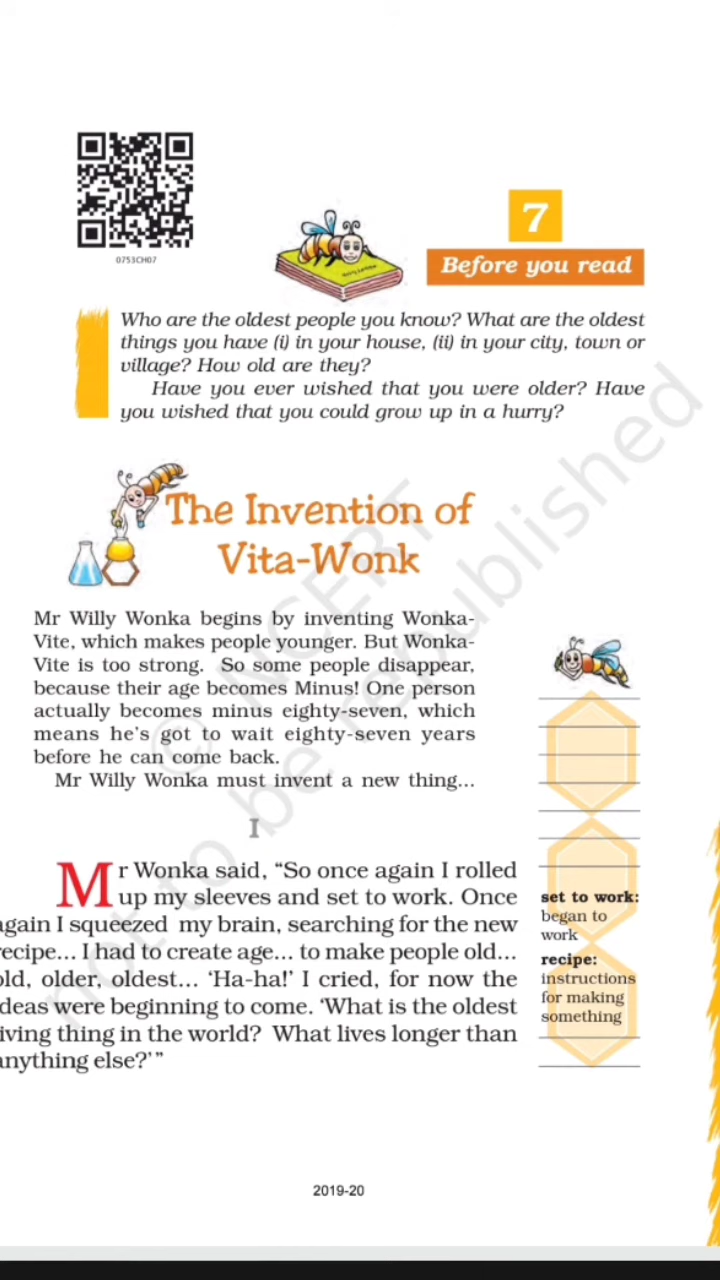 0753CH07
7
Before you read
Who are the oldest people you know? What are the oldest
things you have (i) in your house, (ii) in your city, town or
village? How old are they?
Have you ever wished that you were older? Have
you wished that you could grow up in a hurry?
The Invention of
Vita-Wonk
Mr Willy Wonka begins by inventing Wonka-
Vite, which makes people younger. But Wonka-
Vite is too strong. So some people disappear,
because their age becomes Minus! One person
actually becomes minus eighty-seven, which
means he's got to wait eighty-seven years
before he can come back.
Mr Willy Wonka must invent a new thing...
I
Mr Wonka said, “So once again I rolled
up my sleeves and set to work. Once
again I squeezed my brain, searching for the new
recipe... I had to create age... to make people old...
old, older, oldest... ‘Ha-ha!’ I cried, for now the
ideas were beginning to come. ‘What is the oldest
living thing in the world? What lives longer than
anything else?’”
set to work:
began to
work
recipe:
instructions
for making
something
© NCERT
not to be republished
2019-20